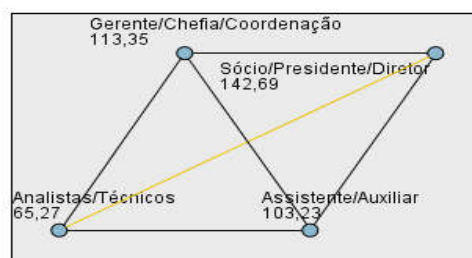 Gerente/Chefia/Coordenação
113,35
Sócio/Presidente/Diretor
142,69
Analistas/Técnicos
65,27
Assistente/Auxiliar
103,23